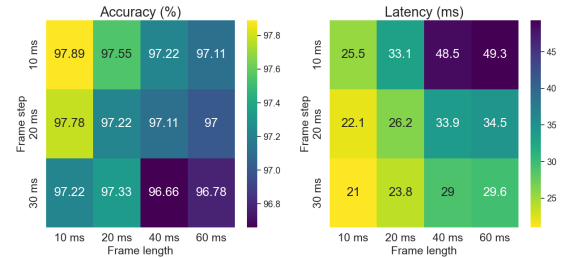 Accuracy (%)
Frame step
10 ms
97.89 97.55 97.22 97.11
20 ms
97.78 97.22 97.11 97
30 ms
97.22 97.33 96.66 96.78
10 ms 20 ms 40 ms 60 ms
Frame length
97.8
97.6
97.4
97.2
97.0
96.8
Latency (ms)
Frame step
10 ms
25.5 33.1 48.5 49.3
20 ms
22.1 26.2 33.9 34.5
30 ms
21 23.8 29 29.6
10 ms 20 ms 40 ms 60 ms
Frame length
45
40
35
30
25